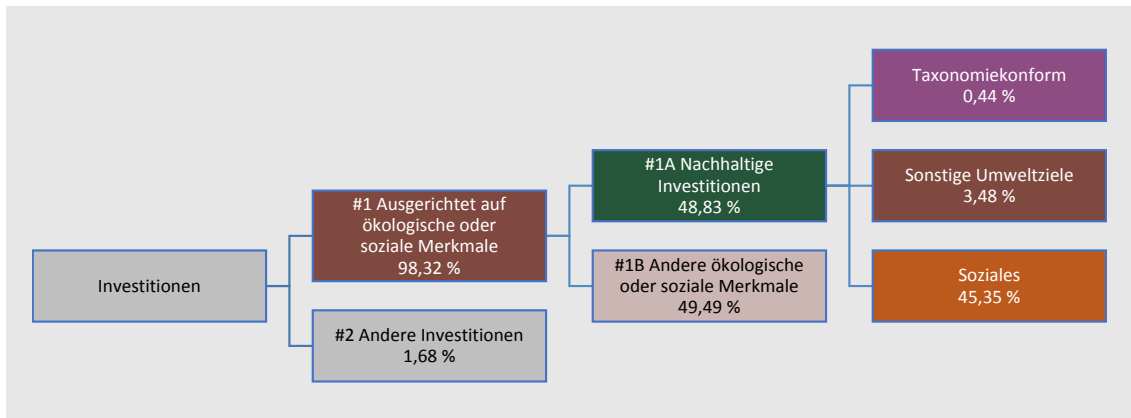 Investitionen
#1 Ausgerichtet auf
ökologische oder
soziale Merkmale
98,32 %
#2 Andere Investitionen
1,68 %
#1A Nachhaltige
Investitionen
48,83 %
#1B Andere ökologische
oder soziale Merkmale
49,49 %
Taxonomiekonform
0,44 %
Sonstige Umweltziele
3,48 %
Soziales
45,35 %